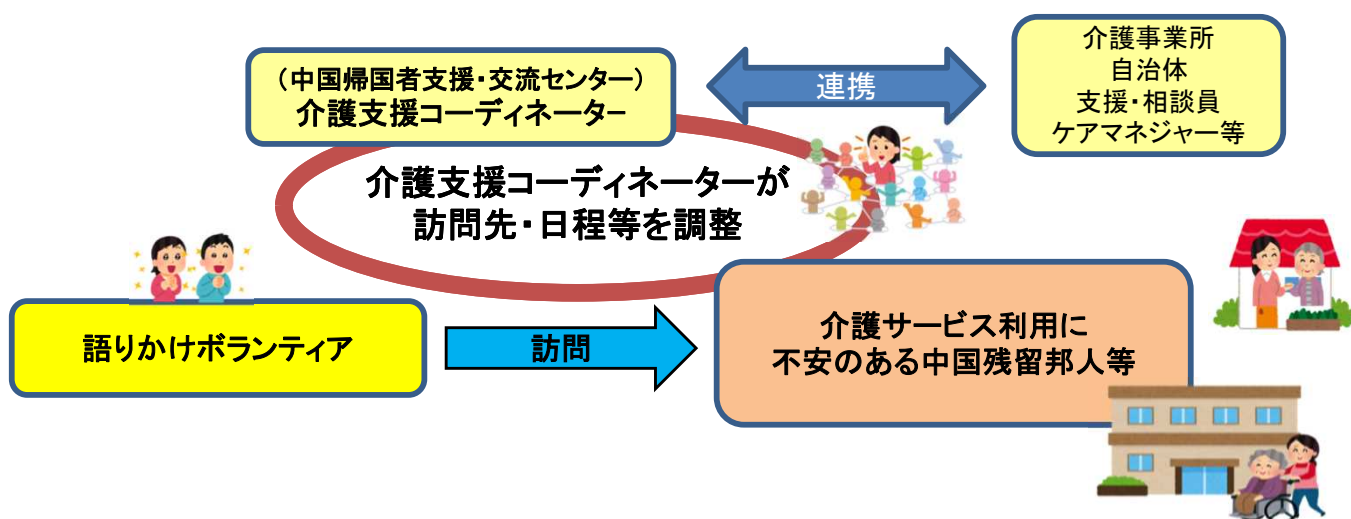 （中国帰国者支援・交流センター）
介護支援コーディネーター
連携
介護事業所
自治体
支援・相談員
ケアマネジャー等
介護支援コーディネーターが
訪問先・日程等を調整
語りかけボランティア
訪問
介護サービス利用に
不安のある中国残留邦人等